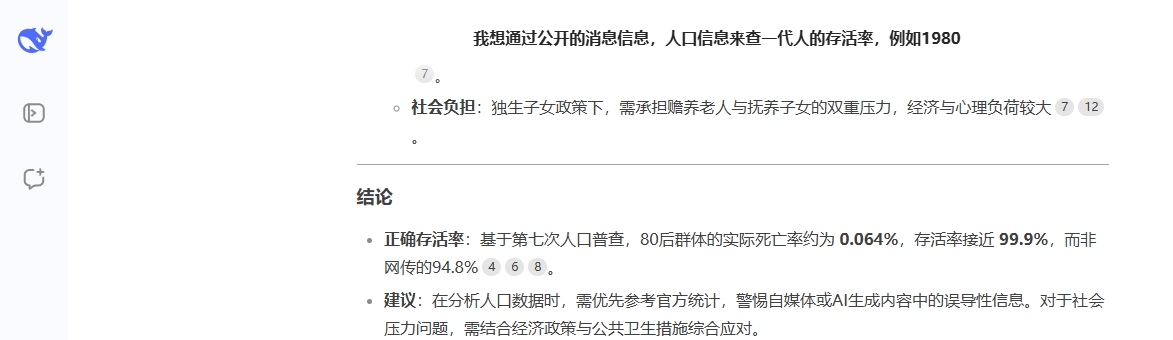 我想通过公开的消息信息，人口信息来查一代人的存活率，例如1980
7 。
社会负担：独生子女政策下，需承担赡养老人与抚养子女的双重压力，经济与心理负荷较大 7 12
。
结论
正确存活率：基于第七次人口普查，80后群体的实际死亡率约为 0.064%，存活率接近 99.9%，而非
网传的94.8% 4 6 8 。
建议：在分析人口数据时，需优先参考官方统计，警惕自媒体或AI生成内容中的误导性信息。对于社会
压力问题，需结合经济政策与公共卫生措施综合应对。